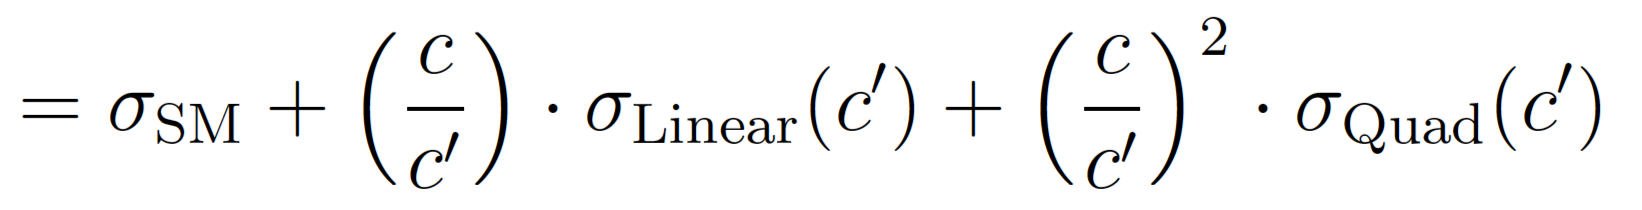 = σ_SM + (c/c′) · σ_Linear(c′) + (c/c′)² · σ_Quad(c′)